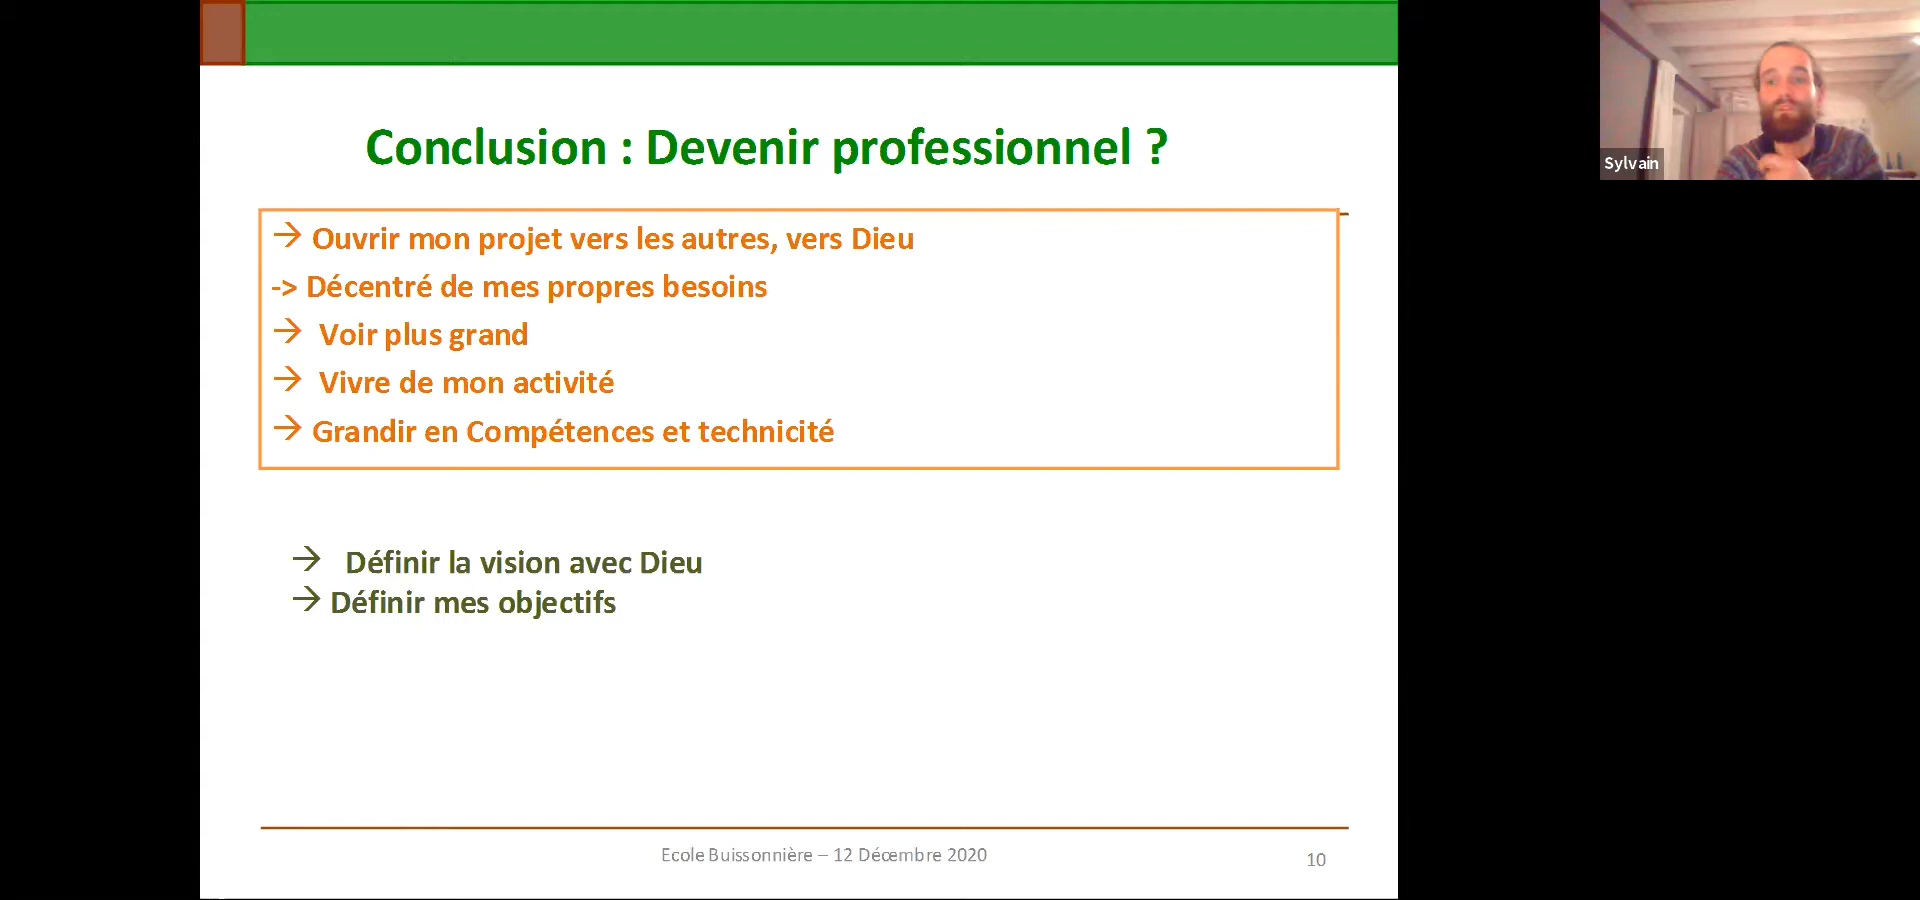 Conclusion : Devenir professionnel ?
→ Ouvrir mon projet vers les autres, vers Dieu
-> Décentré de mes propres besoins
→ Voir plus grand
→ Vivre de mon activité
→ Grandir en Compétences et technicité
→ Définir la vision avec Dieu
→ Définir mes objectifs
Ecole Buissonnière – 12 Décembre 2020
10
Sylvain